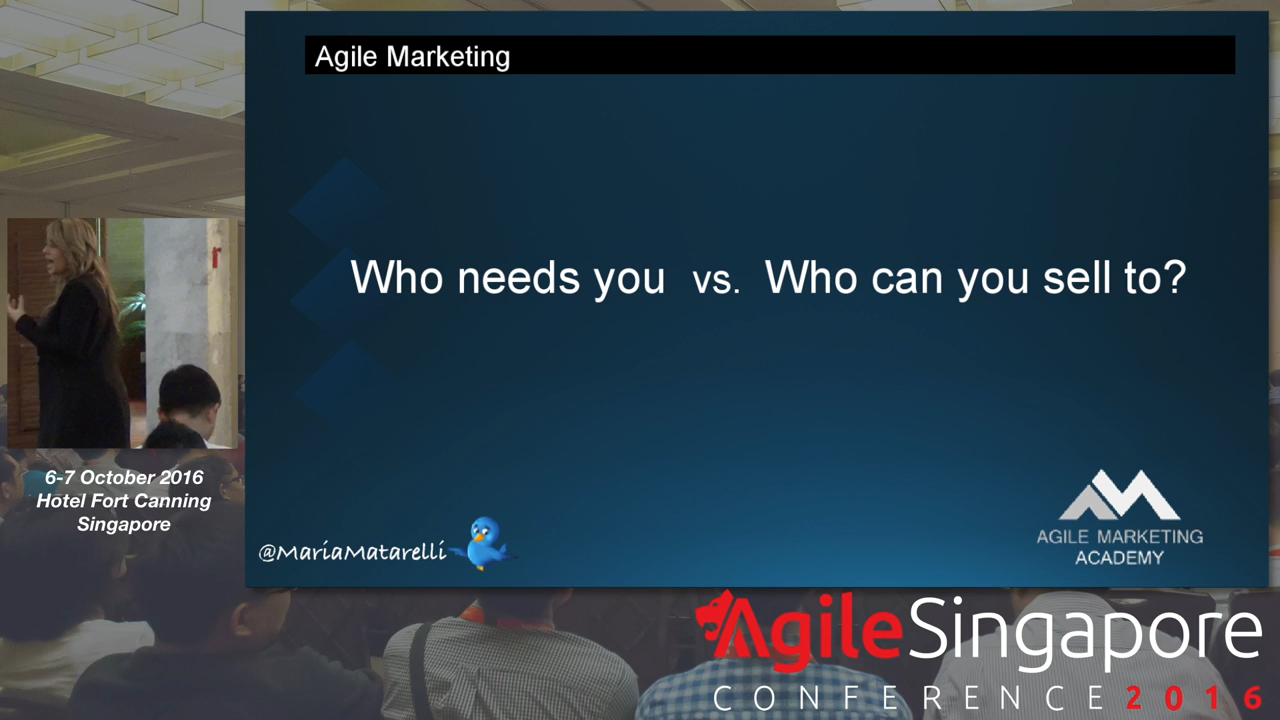 Agile Marketing
Who needs you vs. Who can you sell to?
6-7 October 2016
Hotel Fort Canning
Singapore
@MariaMatarelli
AGILE MARKETING
ACADEMY
AgileSingapore
CONFERENCE 2016